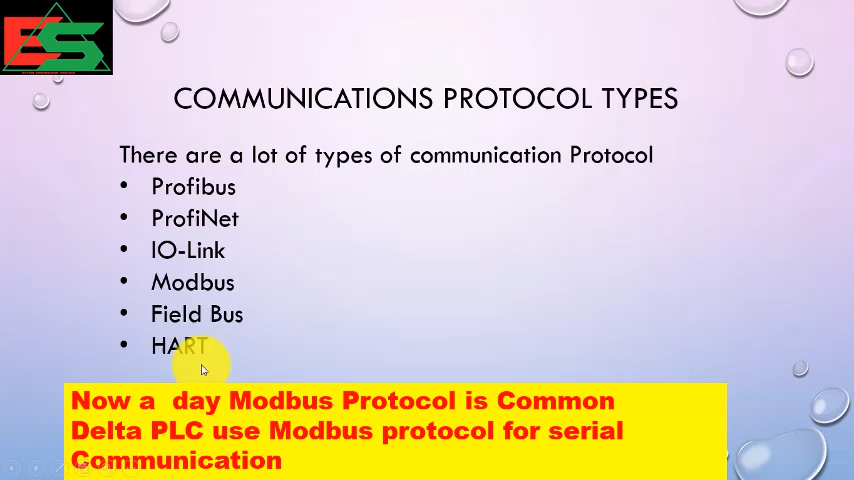 ES
COMMUNICATIONS PROTOCOL TYPES
There are a lot of types of communication Protocol
• Profibus
• ProfiNet
• IO-Link
• Modbus
• Field Bus
• HART
Now a day Modbus Protocol is Common
Delta PLC use Modbus protocol for serial
Communication